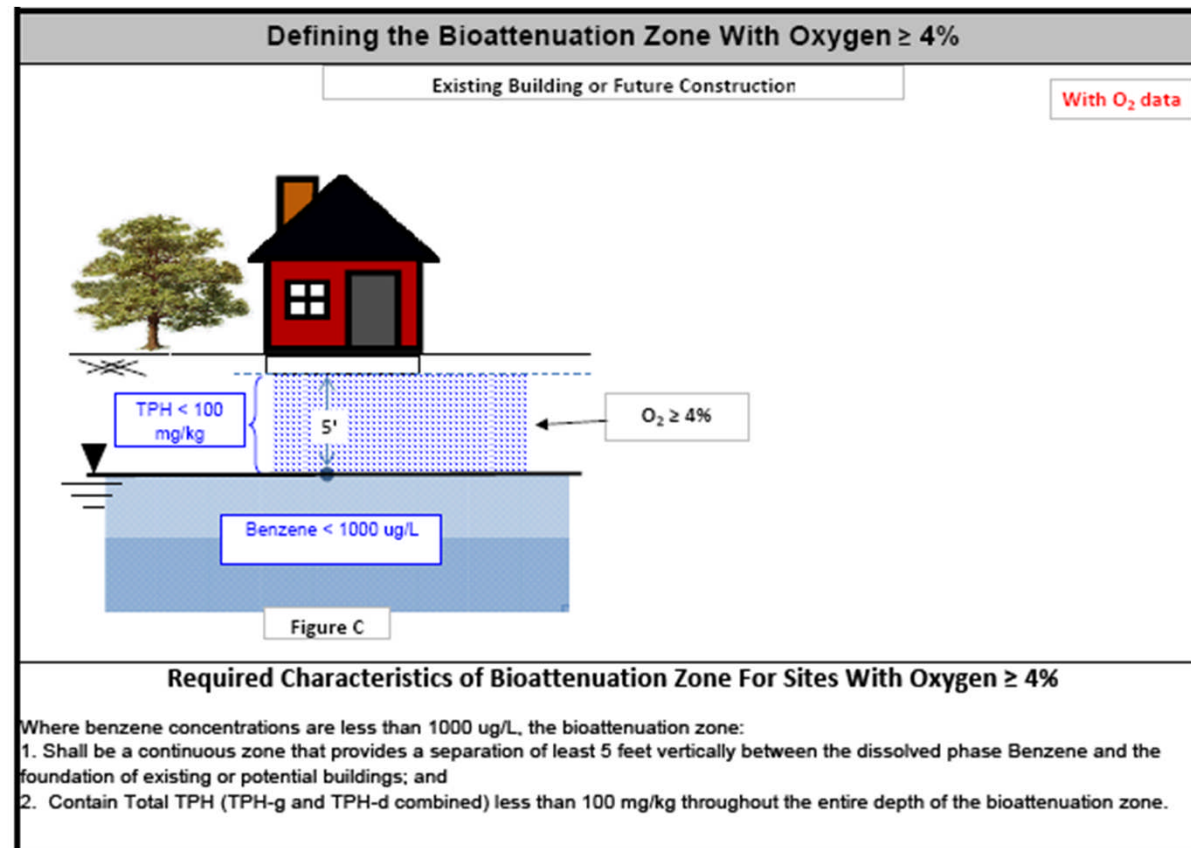 Defining the Bioattenuation Zone With Oxygen ≥ 4%
Existing Building or Future Construction
With O₂ data
TPH < 100
mg/kg
5'
O₂ ≥ 4%
Benzene < 1000 ug/L
Figure C
Required Characteristics of Bioattenuation Zone For Sites With Oxygen ≥ 4%
Where benzene concentrations are less than 1000 ug/L, the bioattenuation zone:
1. Shall be a continuous zone that provides a separation of least 5 feet vertically between the dissolved phase Benzene and the
foundation of existing or potential buildings; and
2. Contain Total TPH (TPH-g and TPH-d combined) less than 100 mg/kg throughout the entire depth of the bioattenuation zone.